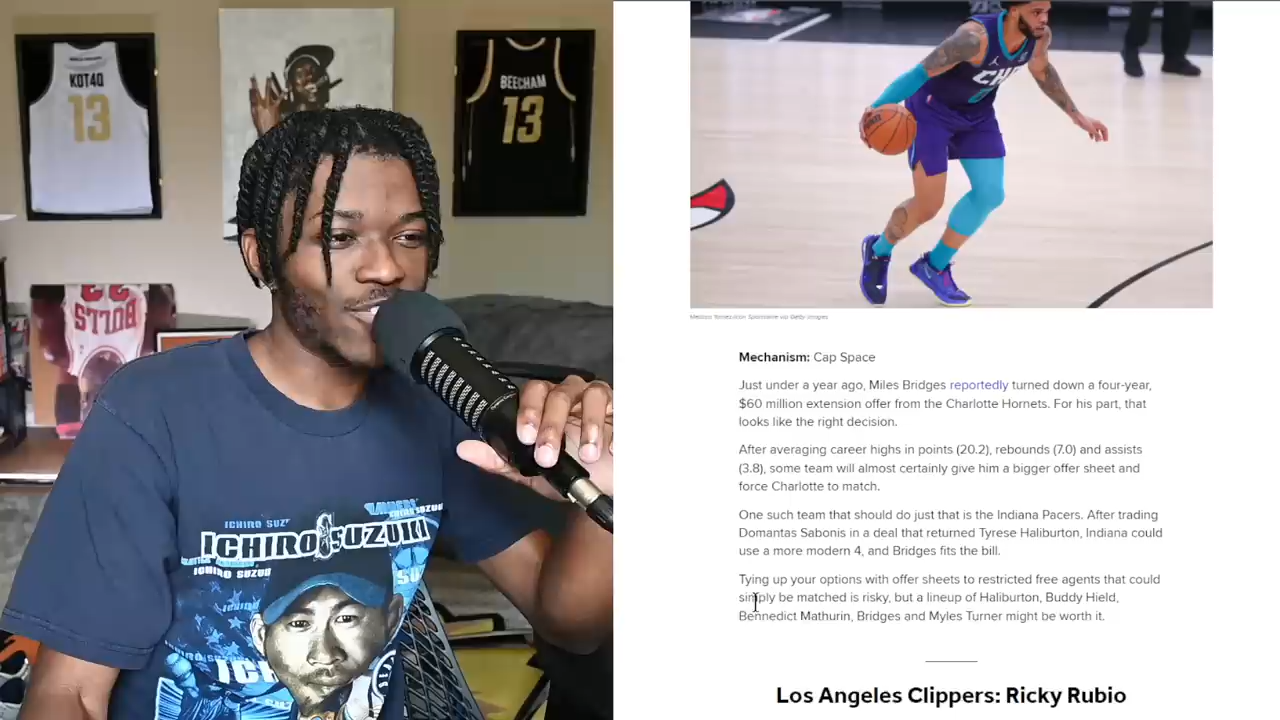 KOT4Q
13
BEECHAM
13
BULLS
ICHIRO SUZUKI
ICHIRO SUZUKI
CH
Mechanism: Cap Space
Just under a year ago, Miles Bridges reportedly turned down a four-year,
$60 million extension offer from the Charlotte Hornets. For his part, that
looks like the right decision.
After averaging career highs in points (20.2), rebounds (7.0) and assists
(3.8), some team will almost certainly give him a bigger offer sheet and
force Charlotte to match.
One such team that should do just that is the Indiana Pacers. After trading
Domantas Sabonis in a deal that returned Tyrese Haliburton, Indiana could
use a more modern 4, and Bridges fits the bill.
Tying up your options with offer sheets to restricted free agents that could
simply be matched is risky, but a lineup of Haliburton, Buddy Hield,
Bennedict Mathurin, Bridges and Myles Turner might be worth it.
Los Angeles Clippers: Ricky Rubio